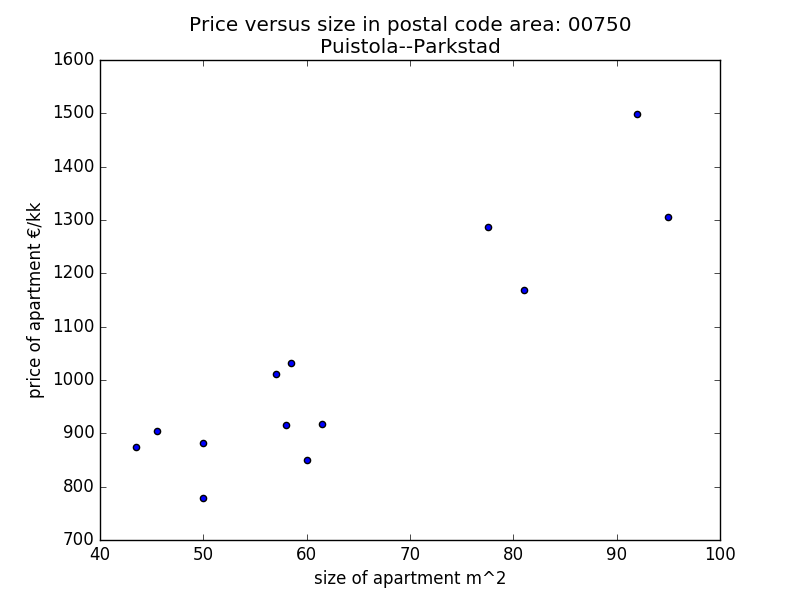 Price versus size in postal code area: 00750
Puistola--Parkstad
1600
1500
1400
1300
1200
1100
1000
900
800
700
price of apartment €/kk
40 50 60 70 80 90 100
size of apartment m^2